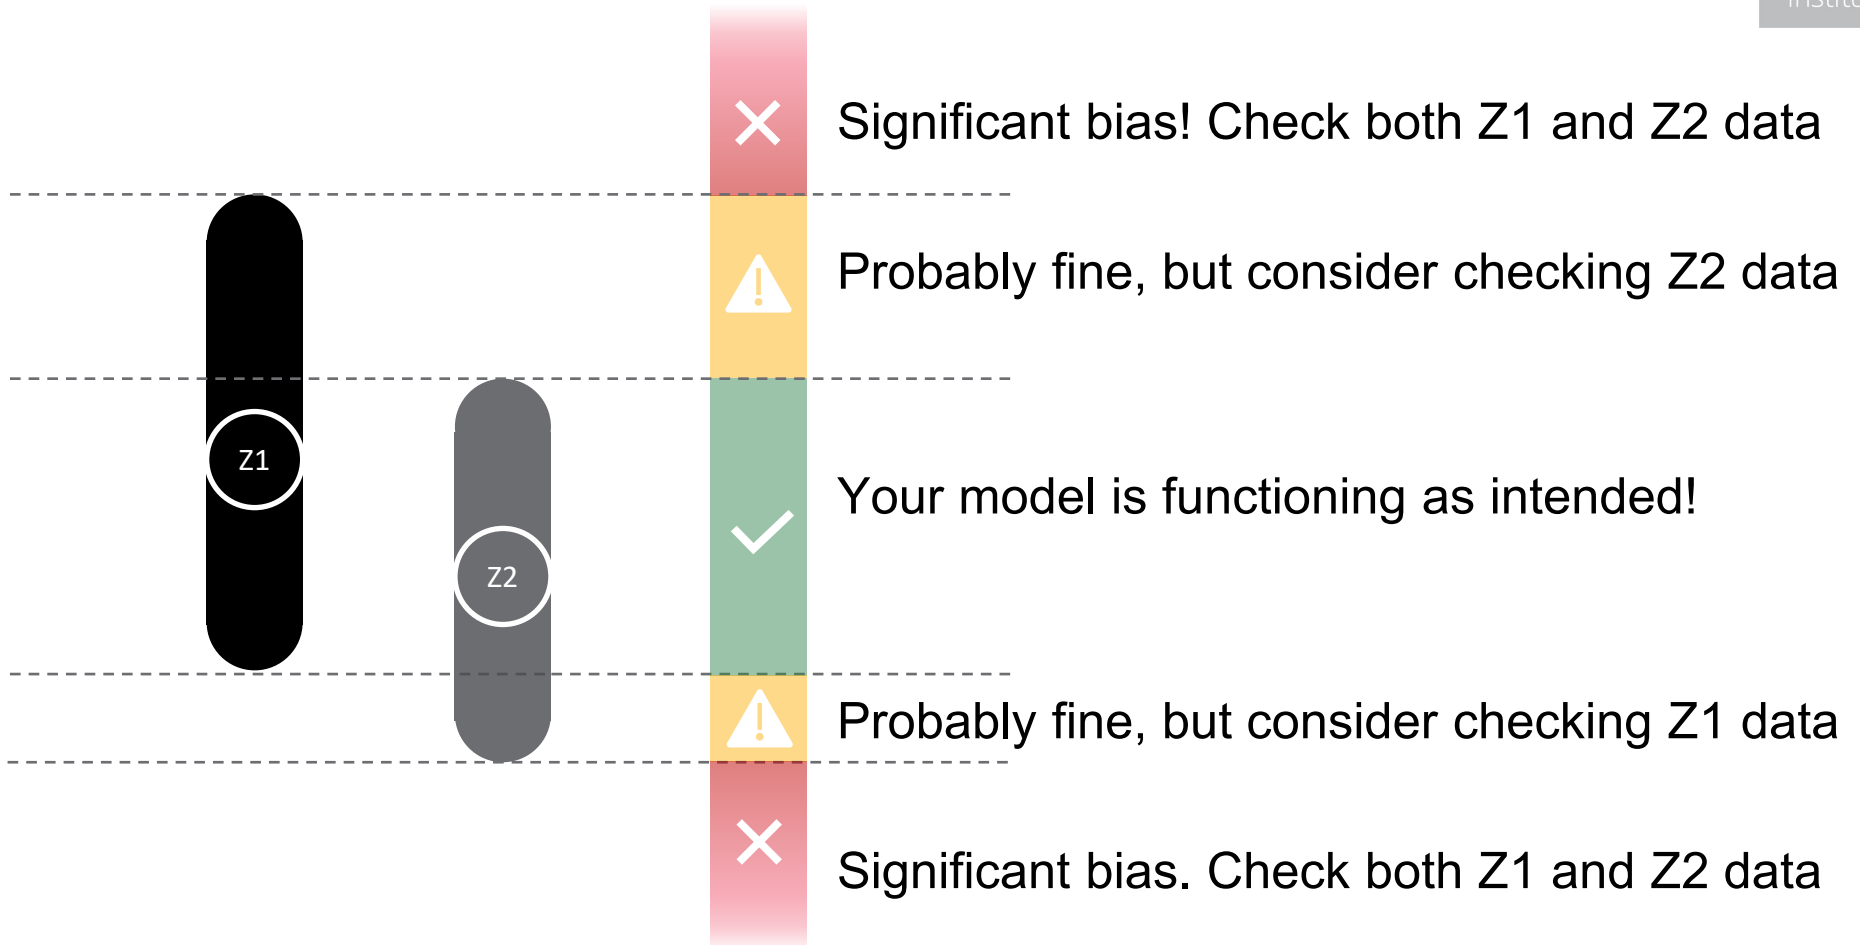 Significant bias! Check both Z1 and Z2 data
Probably fine, but consider checking Z2 data
Z1
Your model is functioning as intended!
Z2
Probably fine, but consider checking Z1 data
Significant bias. Check both Z1 and Z2 data